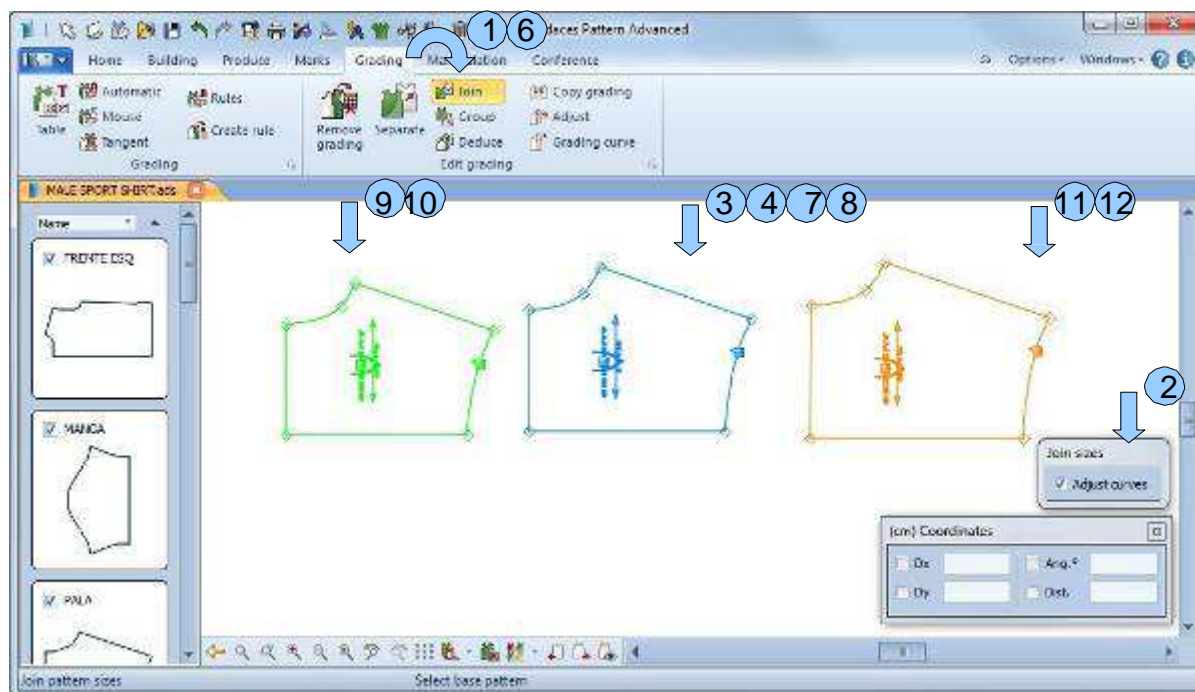 1 6
daces Pattern Advanced
Home Building Produce Marks Grading Conference Options Windows
Table Automatic Mouse Tangent Rules Create rule
Remove grading Separate Join Group Deduce Copy grading Adjust Grading curve
Grading Edit grading
MALE SPORT SHIRT.ads
9 10 3 4 7 8 11 12
Name
FRENTE ESQ
2
MANGA
Join sizes
Adjust curves
(cm) Coordinates
Dx Ang.°
Dy Dist.
PALA
Join pattern sizes Select base pattern